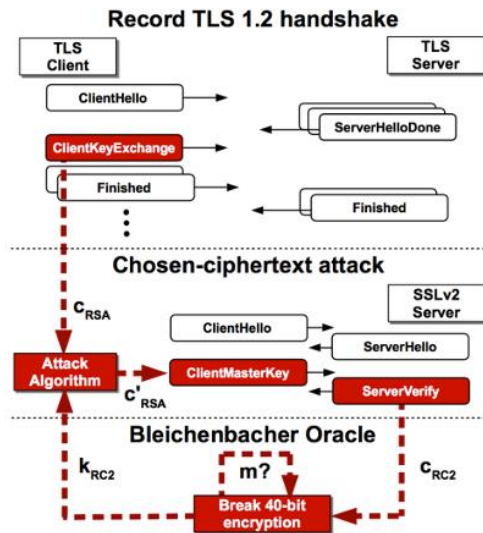 Record TLS 1.2 handshake
TLS
Client
TLS
Server
ClientHello
ServerHelloDone
ClientKeyExchange
Finished
Finished
Chosen-ciphertext attack
cRSA
SSLv2
Server
ClientHello
ServerHello
Attack
Algorithm
ClientMasterKey
c'RSA
ServerVerify
Bleichenbacher Oracle
kRC2
m?
cRC2
Break 40-bit
encryption